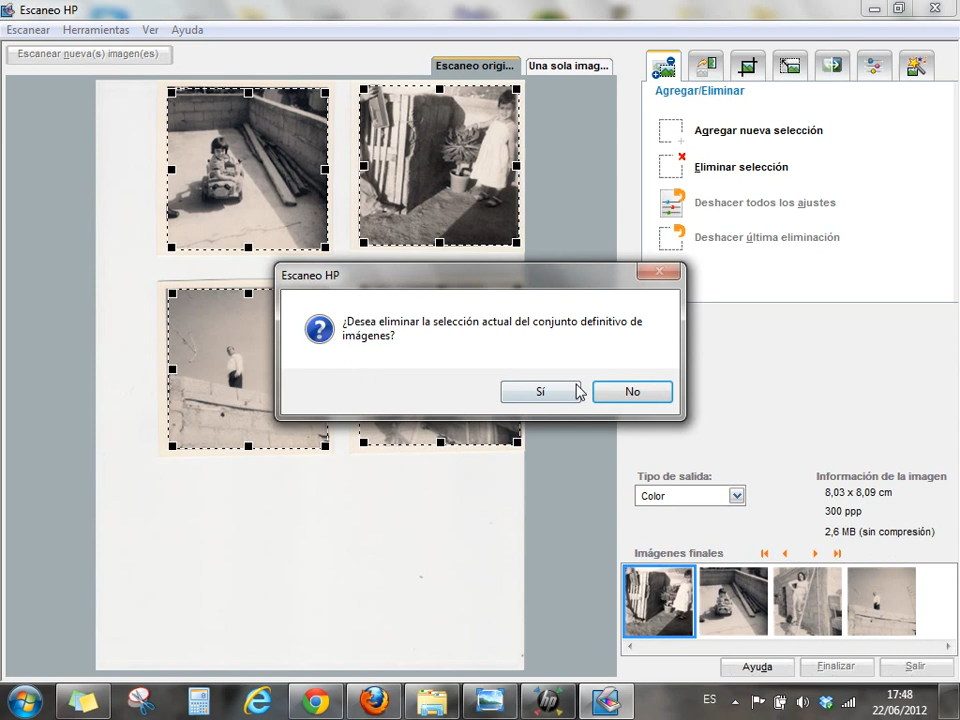 Escaneo HP
Escanear Herramientas Ver Ayuda
Escanear nueva(s) imagen(es)
Escaneo origi... Una sola imag...
Agregar/Eliminar
Agregar nueva selección
Eliminar selección
Deshacer todos los ajustes
Deshacer última eliminación
Escaneo HP
¿Desea eliminar la selección actual del conjunto definitivo de
imágenes?
Sí No
Tipo de salida:
Color
Información de la imagen
8,03 x 8,09 cm
300 ppp
2,6 MB (sin compresión)
Imágenes finales
Ayuda Finalizar Salir
hp
ES
17:48
22/06/2012